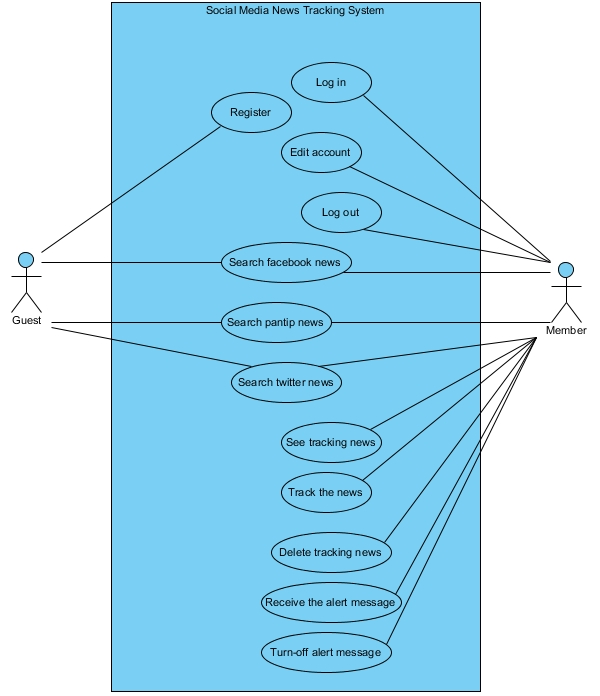 Social Media News Tracking System
Log in
Register
Edit account
Log out
Search facebook news
Guest
Search pantip news
Member
Search twitter news
See tracking news
Track the news
Delete tracking news
Receive the alert message
Turn-off alert message